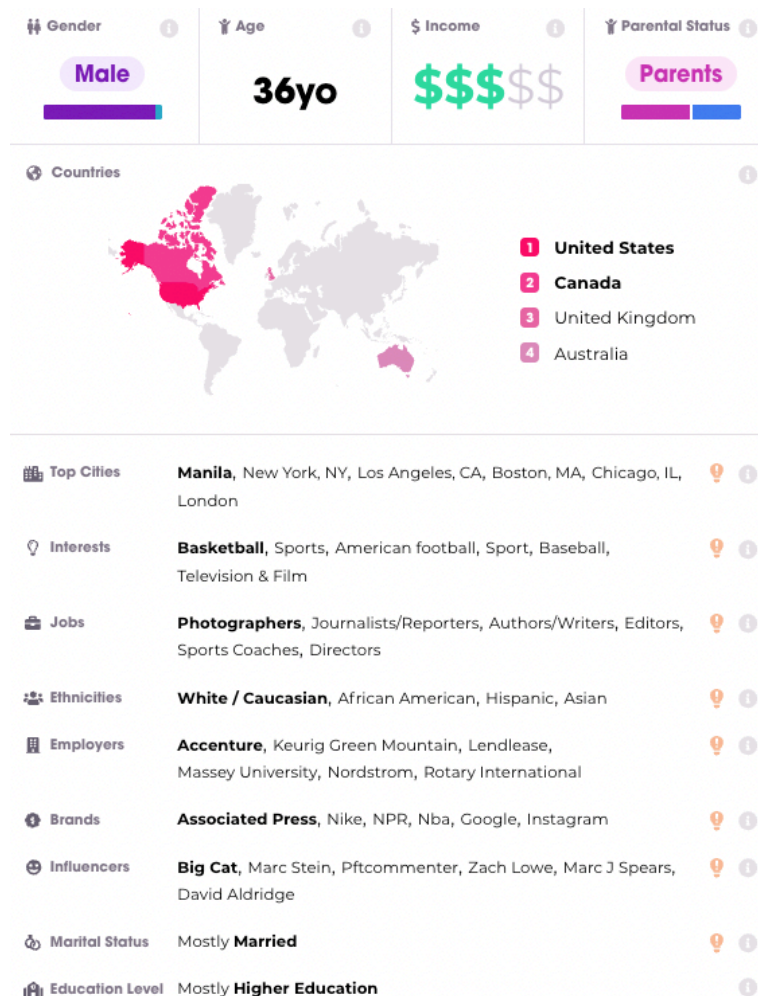 Gender
Age
$ Income
Parental Status
Male
36yo
$$$$$
Parents
Countries
1 United States
2 Canada
3 United Kingdom
4 Australia
Top Cities
Manila, New York, NY, Los Angeles, CA, Boston, MA, Chicago, IL,
London
Interests
Basketball, Sports, American football, Sport, Baseball,
Television & Film
Jobs
Photographers, Journalists/Reporters, Authors/Writers, Editors,
Sports Coaches, Directors
Ethnicities
White / Caucasian, African American, Hispanic, Asian
Employers
Accenture, Keurig Green Mountain, Lendlease,
Massey University, Nordstrom, Rotary International
Brands
Associated Press, Nike, NPR, Nba, Google, Instagram
Influencers
Big Cat, Marc Stein, Pftcommenter, Zach Lowe, Marc J Spears,
David Aldridge
Marital Status
Mostly Married
Education Level
Mostly Higher Education